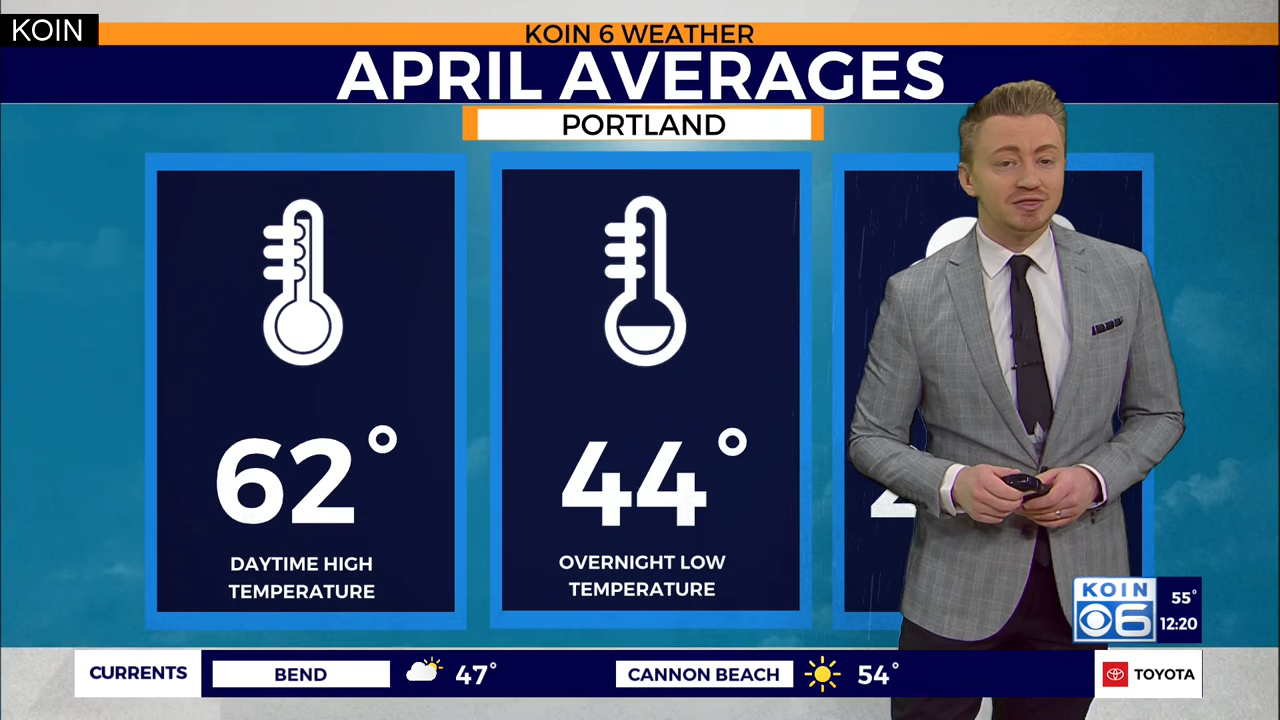 KOIN
KOIN 6 WEATHER
APRIL AVERAGES
PORTLAND
62°
DAYTIME HIGH
TEMPERATURE
44°
OVERNIGHT LOW
TEMPERATURE
KOIN
6
55°
12:20
CURRENTS
BEND
47°
CANNON BEACH
54°
TOYOTA